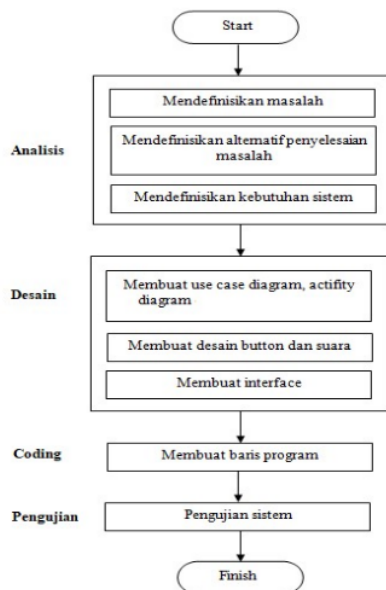 Start
Analisis
Mendefinisikan masalah
Mendefinisikan alternatif penyelesaian
masalah
Mendefinisikan kebutuhan sistem
Desain
Membuat use case diagram, actifity
diagram
Membuat desain button dan suara
Membuat interface
Coding
Membuat baris program
Pengujian
Pengujian sistem
Finish